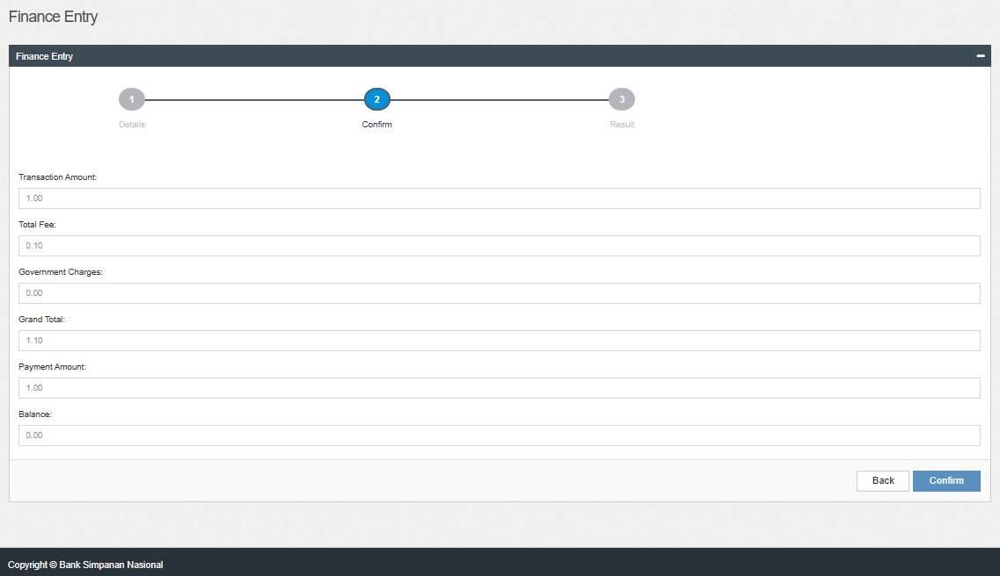 Finance Entry
Finance Entry
1
2
3
Details
Confirm
Result
Transaction Amount:
1.00
Total Fee:
0.10
Government Charges:
0.00
Grand Total:
1.10
Payment Amount:
1.00
Balance:
0.00
Back
Confirm
Copyright © Bank Simpanan Nasional